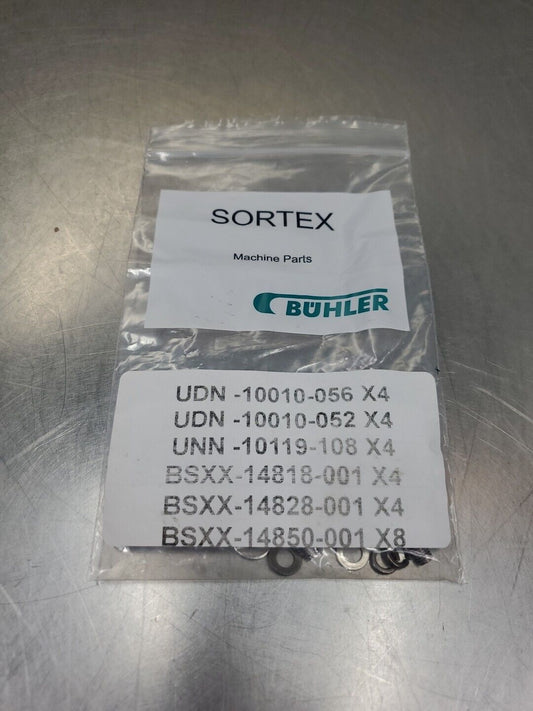 SORTEX
Machine Parts
BÜHLER
UDN -10010-056 X4
UDN -10010-052 X4
UNN -10119-108 X4
BSXX-14818-001 X4
BSXX-14828-001 X4
BSXX-14850-001 X8